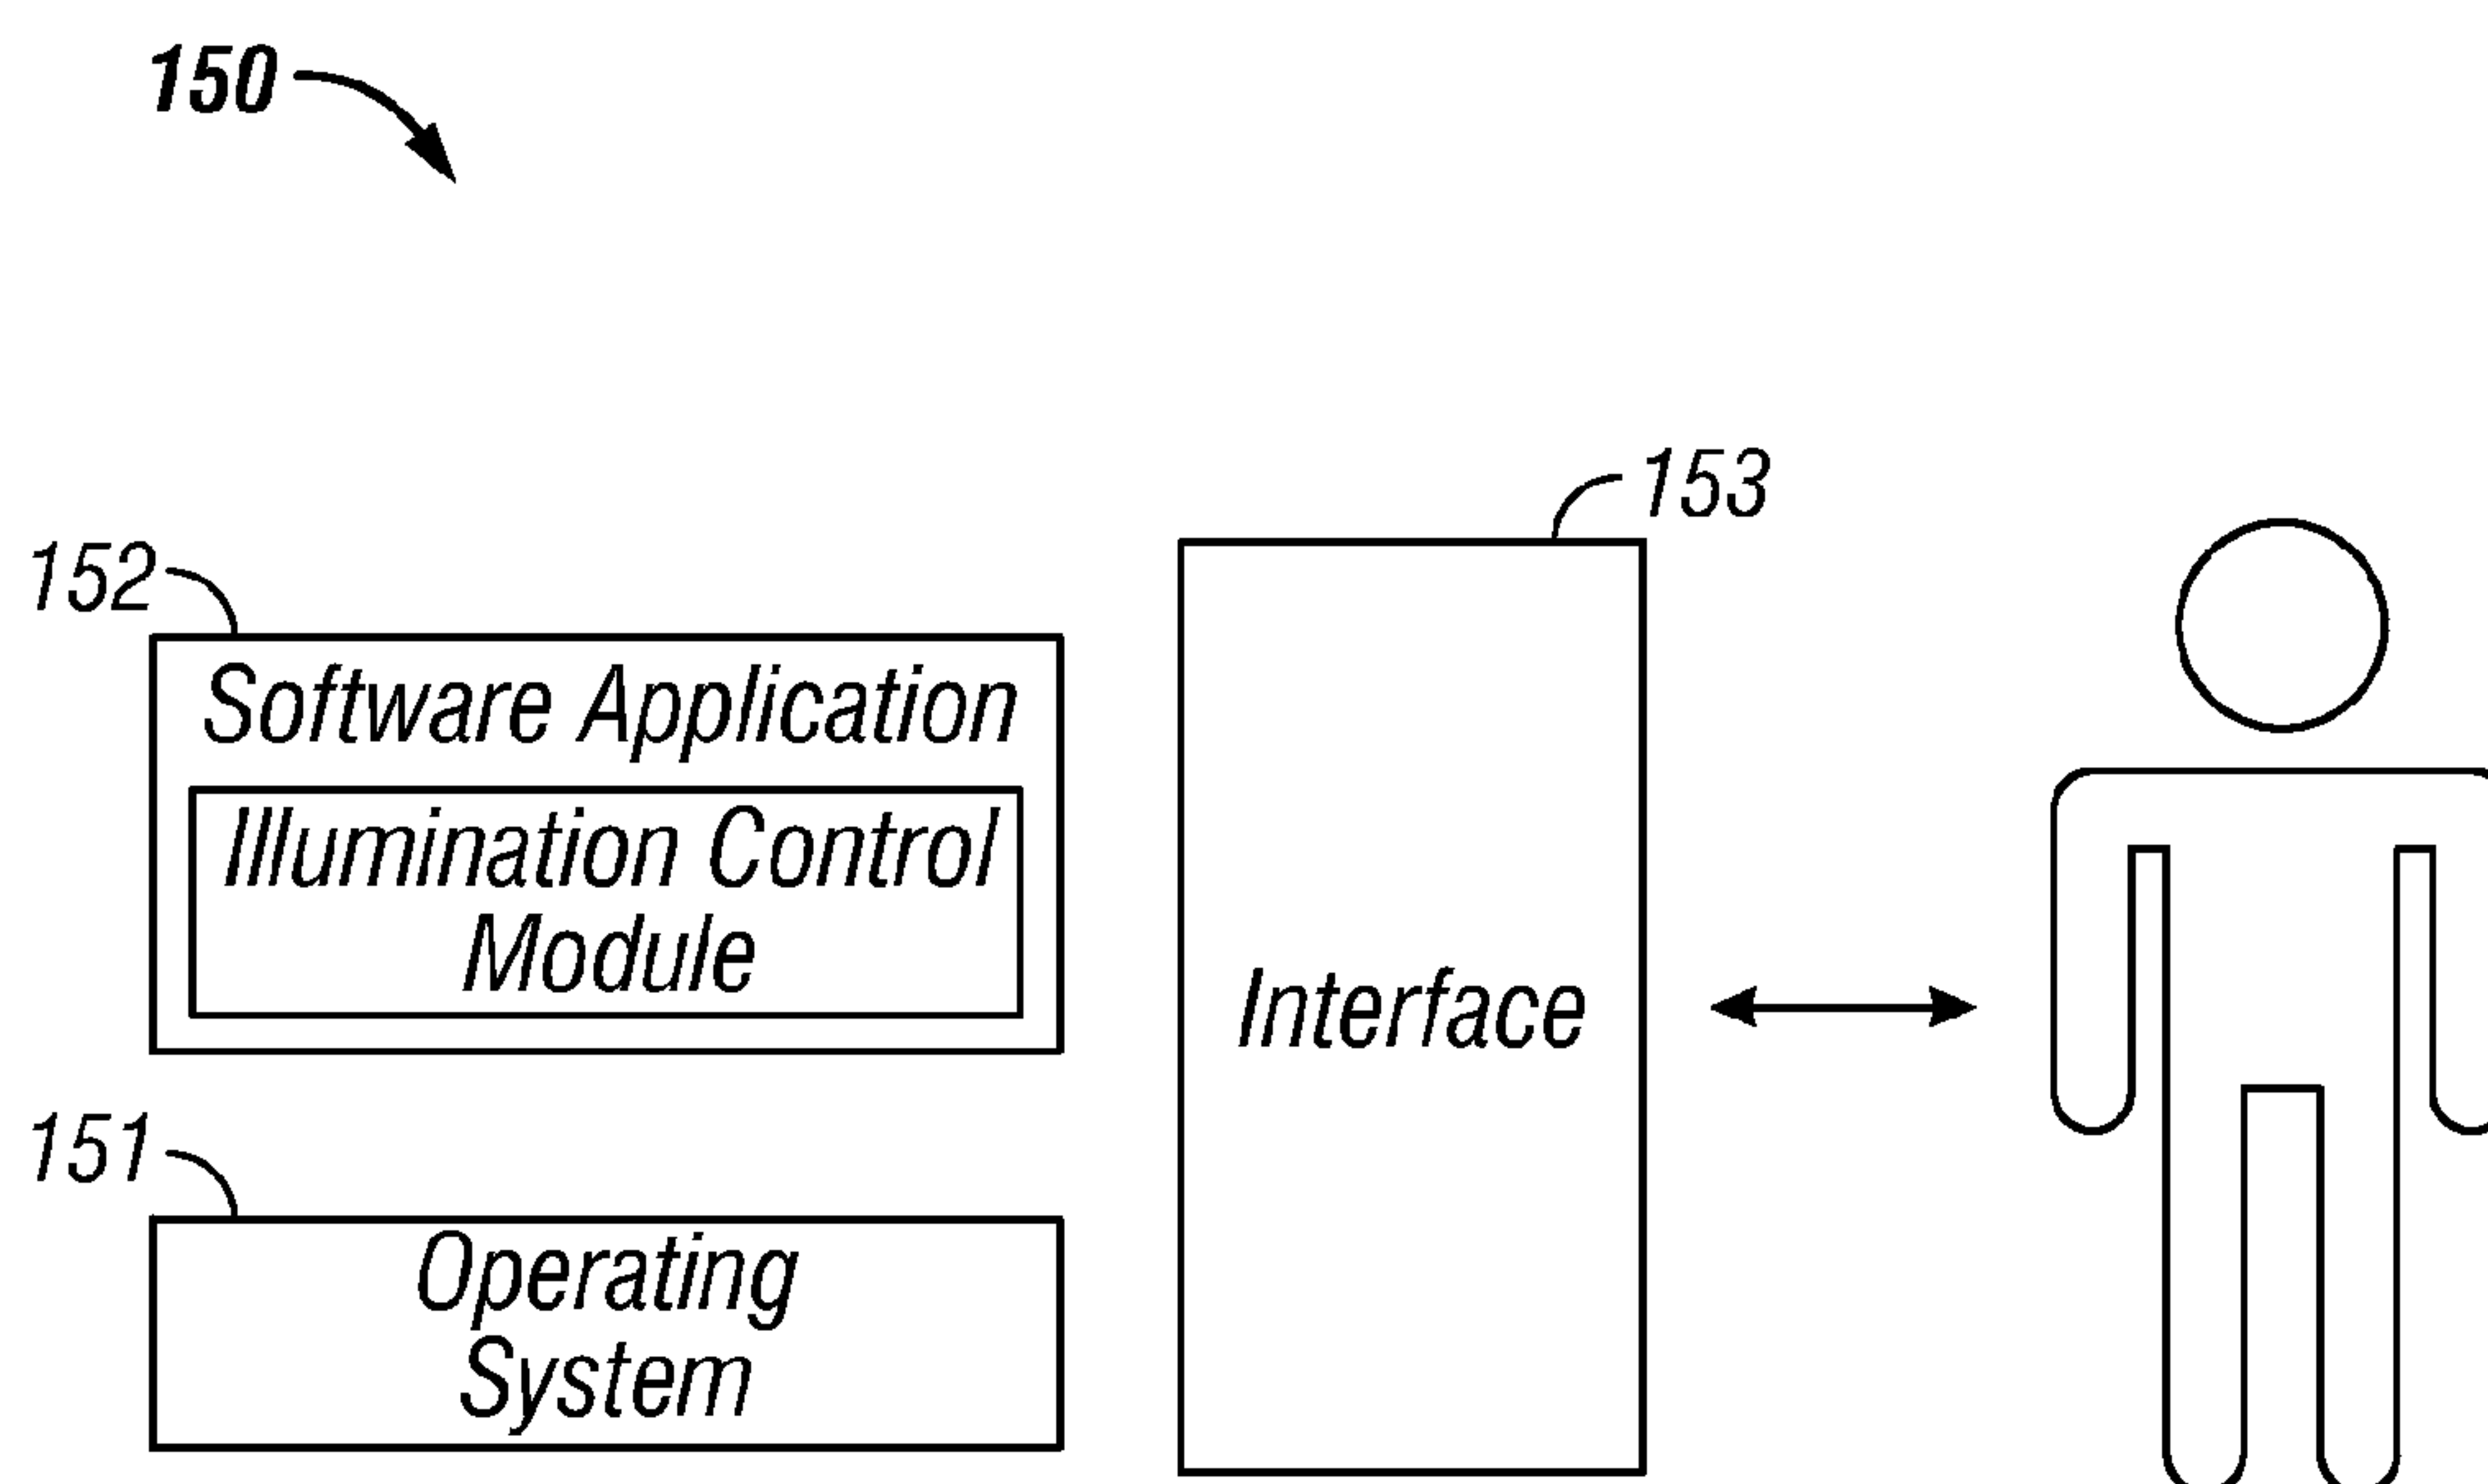 150
153
152
Software Application
Illumination Control
Module
Interface
151
Operating
System